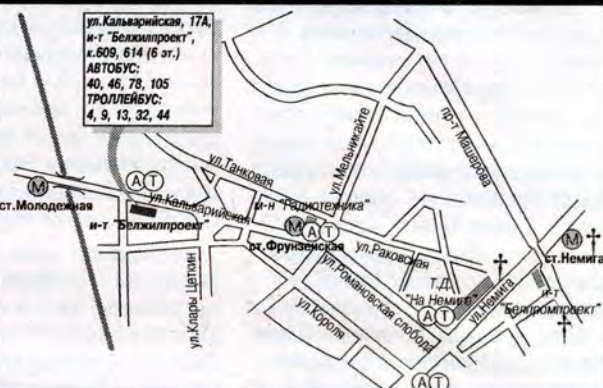 ул.Кальварийская, 17А,
и-т "Белжилпроект",
к.609, 614 (6 эт.)
АВТОБУС:
40, 46, 78, 105
ТРОЛЛЕЙБУС:
4, 9, 13, 32, 44
ул.Танковая
ул.Мельникайте
пр-т Машерова
М
ст.Молодежная
А Т
и-т "Белжилпроект"
ул.Кальварийская
м-н "Радиотехника"
М
А Т
ст.Фрунзенская
ул.Раковская
ул.Клары Цеткин
ул.Романовская слобода
ул.Короля
Т.Д.
"На Немиге"
А Т
ул.Немига
М
ст.Немига
и-т
"Белпромпроект"
А Т